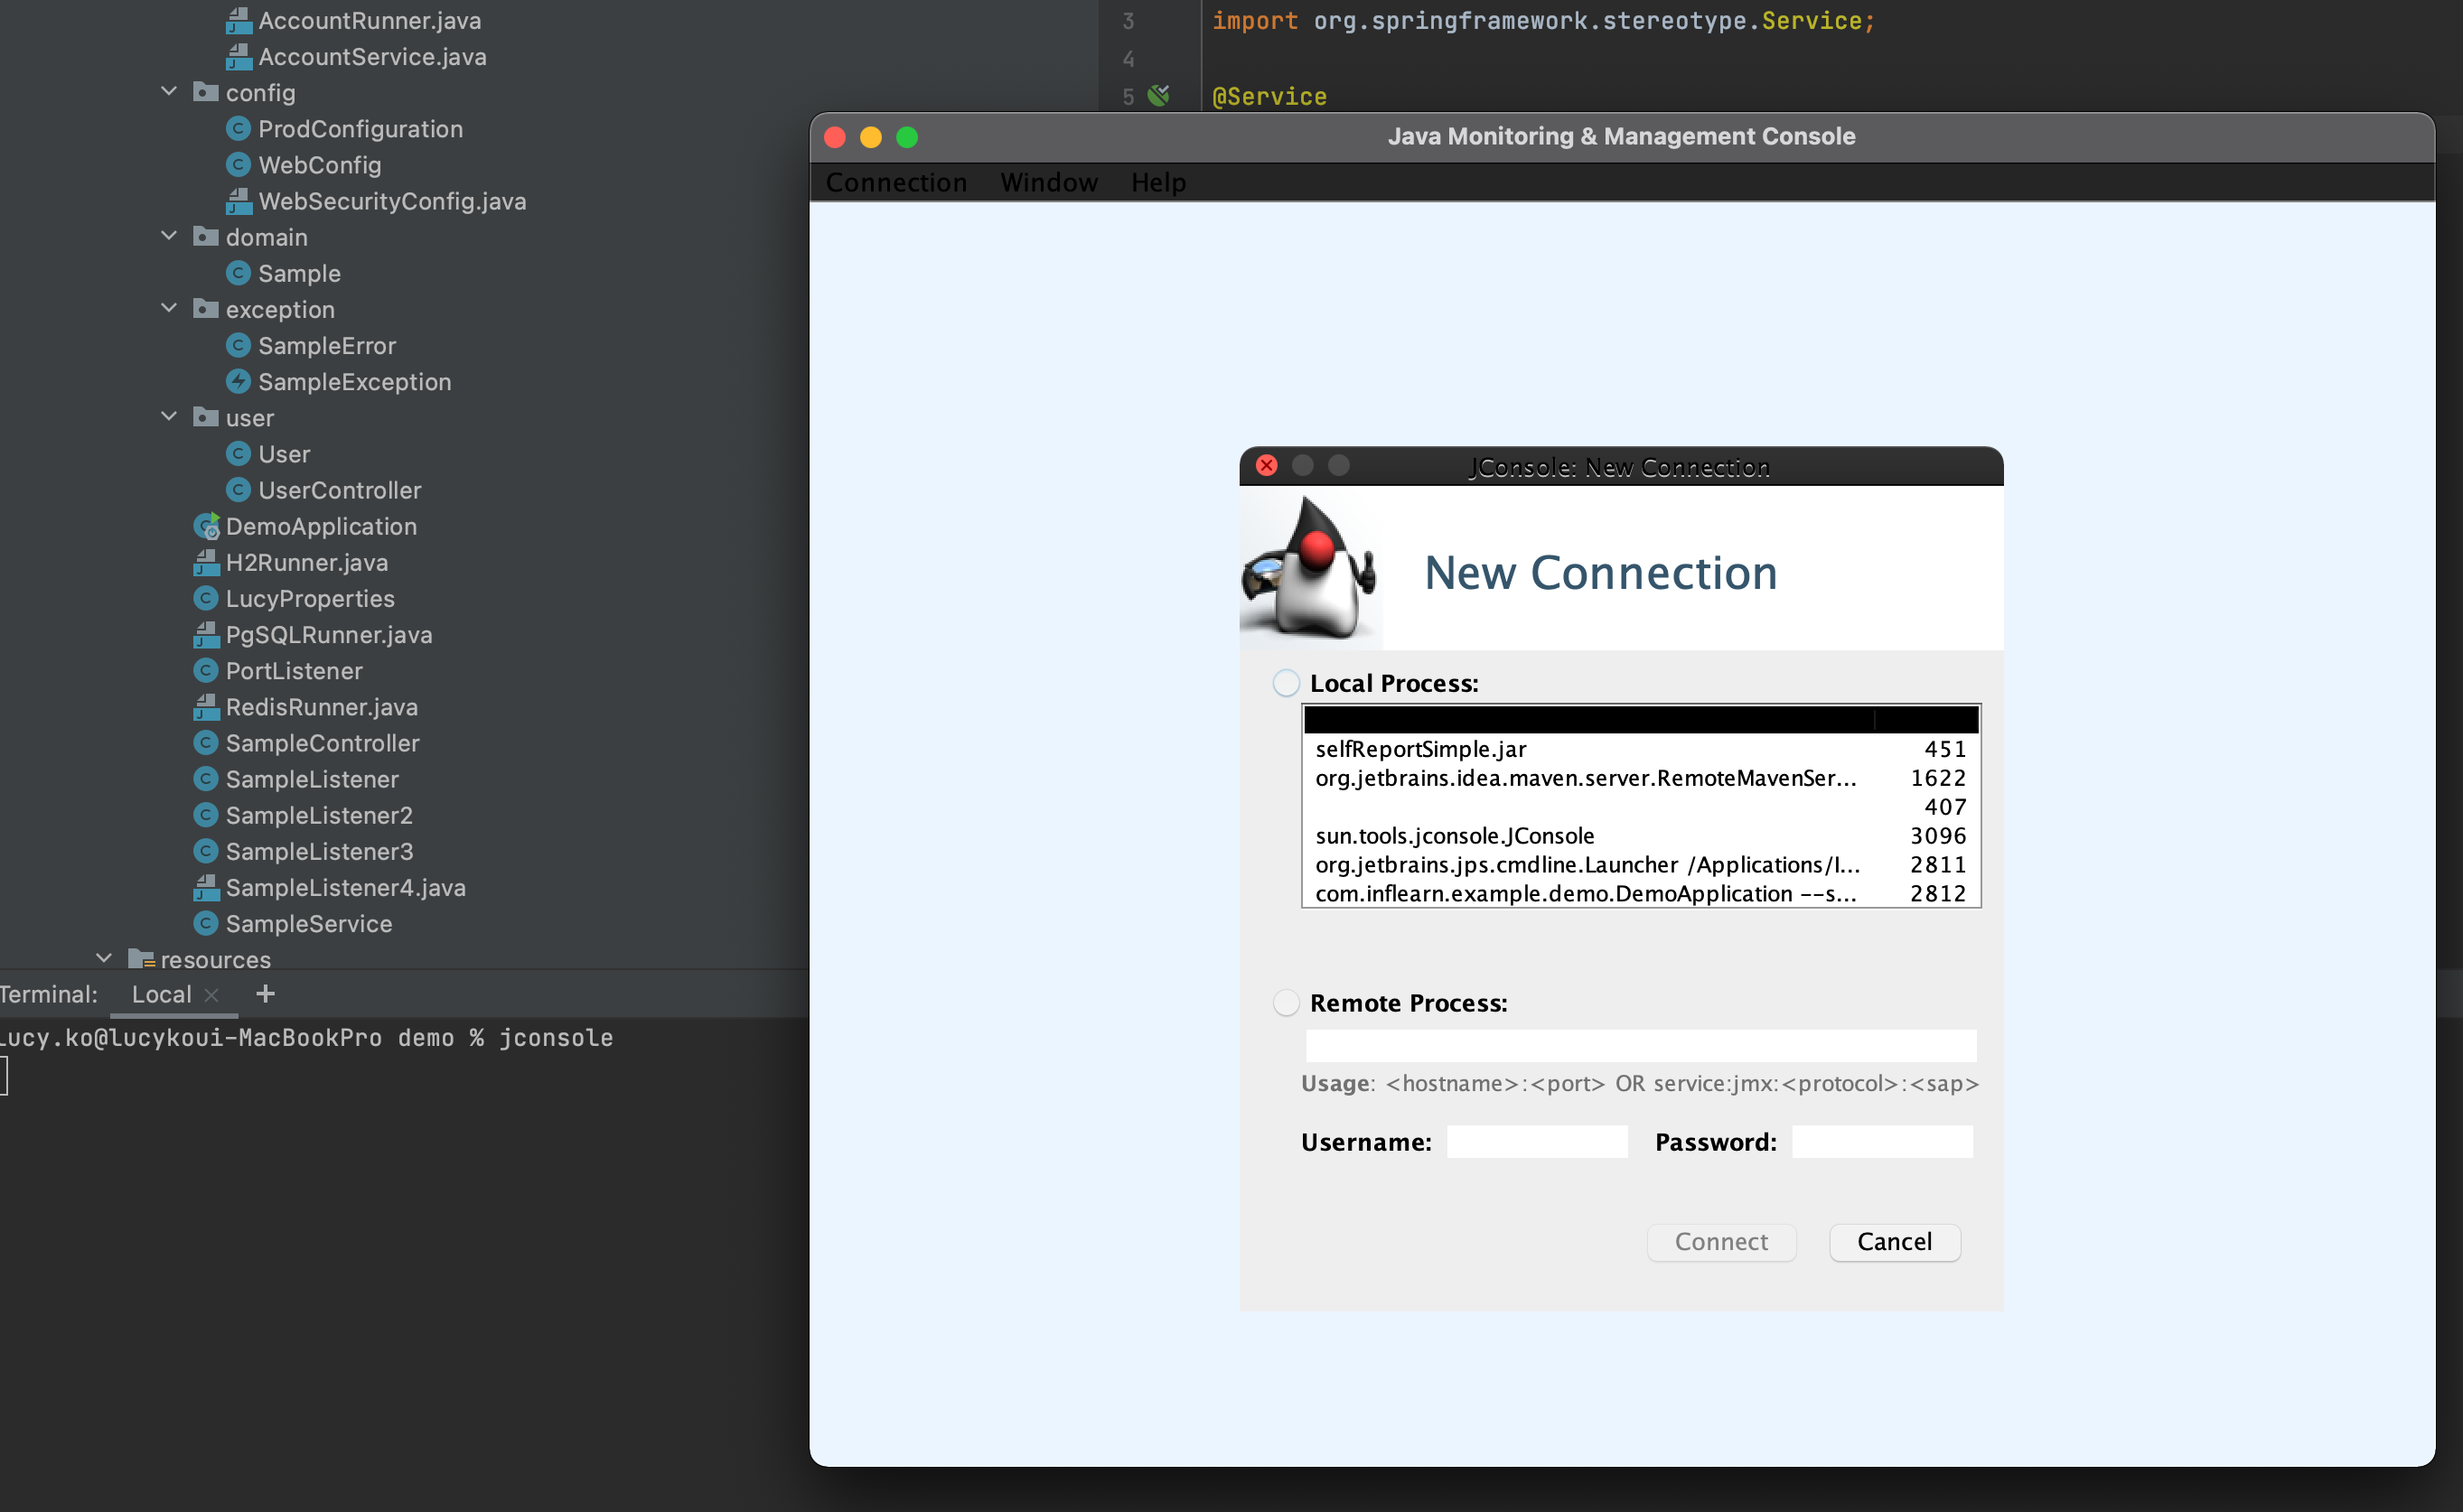 AccountRunner.java
AccountService.java
config
ProdConfiguration
WebConfig
WebSecurityConfig.java
domain
Sample
exception
SampleError
SampleException
user
User
UserController
DemoApplication
H2Runner.java
LucyProperties
PgSQLRunner.java
PortListener
RedisRunner.java
SampleController
SampleListener
SampleListener2
SampleListener3
SampleListener4.java
SampleService
resources
3 import org.springframework.stereotype.Service;
4
5 @Service
Java Monitoring & Management Console
Connection Window Help
JConsole: New Connection
New Connection
Local Process:
selfReportSimple.jar 451
org.jetbrains.idea.maven.server.RemoteMavenSer... 1622
407
sun.tools.jconsole.JConsole 3096
org.jetbrains.jps.cmdline.Launcher /Applications/I... 2811
com.inflearn.example.demo.DemoApplication --s... 2812
Remote Process:
Usage: <hostname>:<port> OR service:jmx:<protocol>:<sap>
Username: Password:
Connect Cancel
Terminal: Local × +
lucy.ko@lucykoui-MacBookPro demo % jconsole